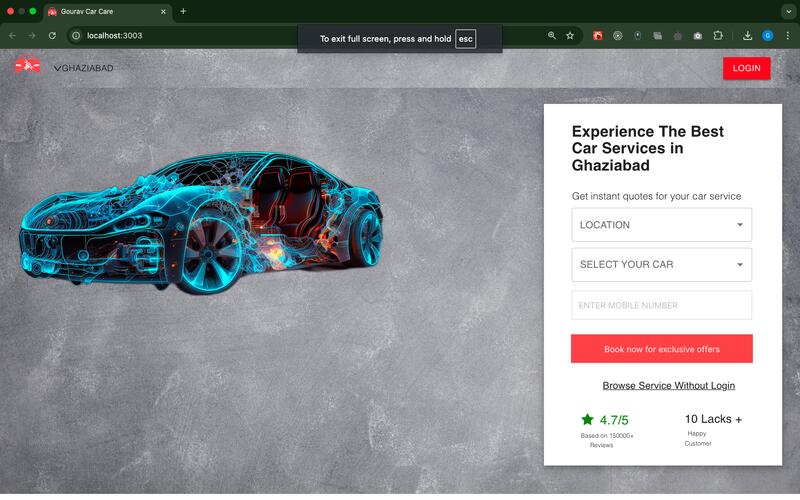 Gourav Car Care
localhost:3003
To exit full screen, press and hold esc
G
GHAZIABAD
LOGIN
Experience The Best
Car Services in
Ghaziabad
Get instant quotes for your car service
LOCATION
SELECT YOUR CAR
ENTER MOBILE NUMBER
Book now for exclusive offers
Browse Service Without Login
4.7/5
Based on 150000+
Reviews
10 Lacks +
Happy
Customer